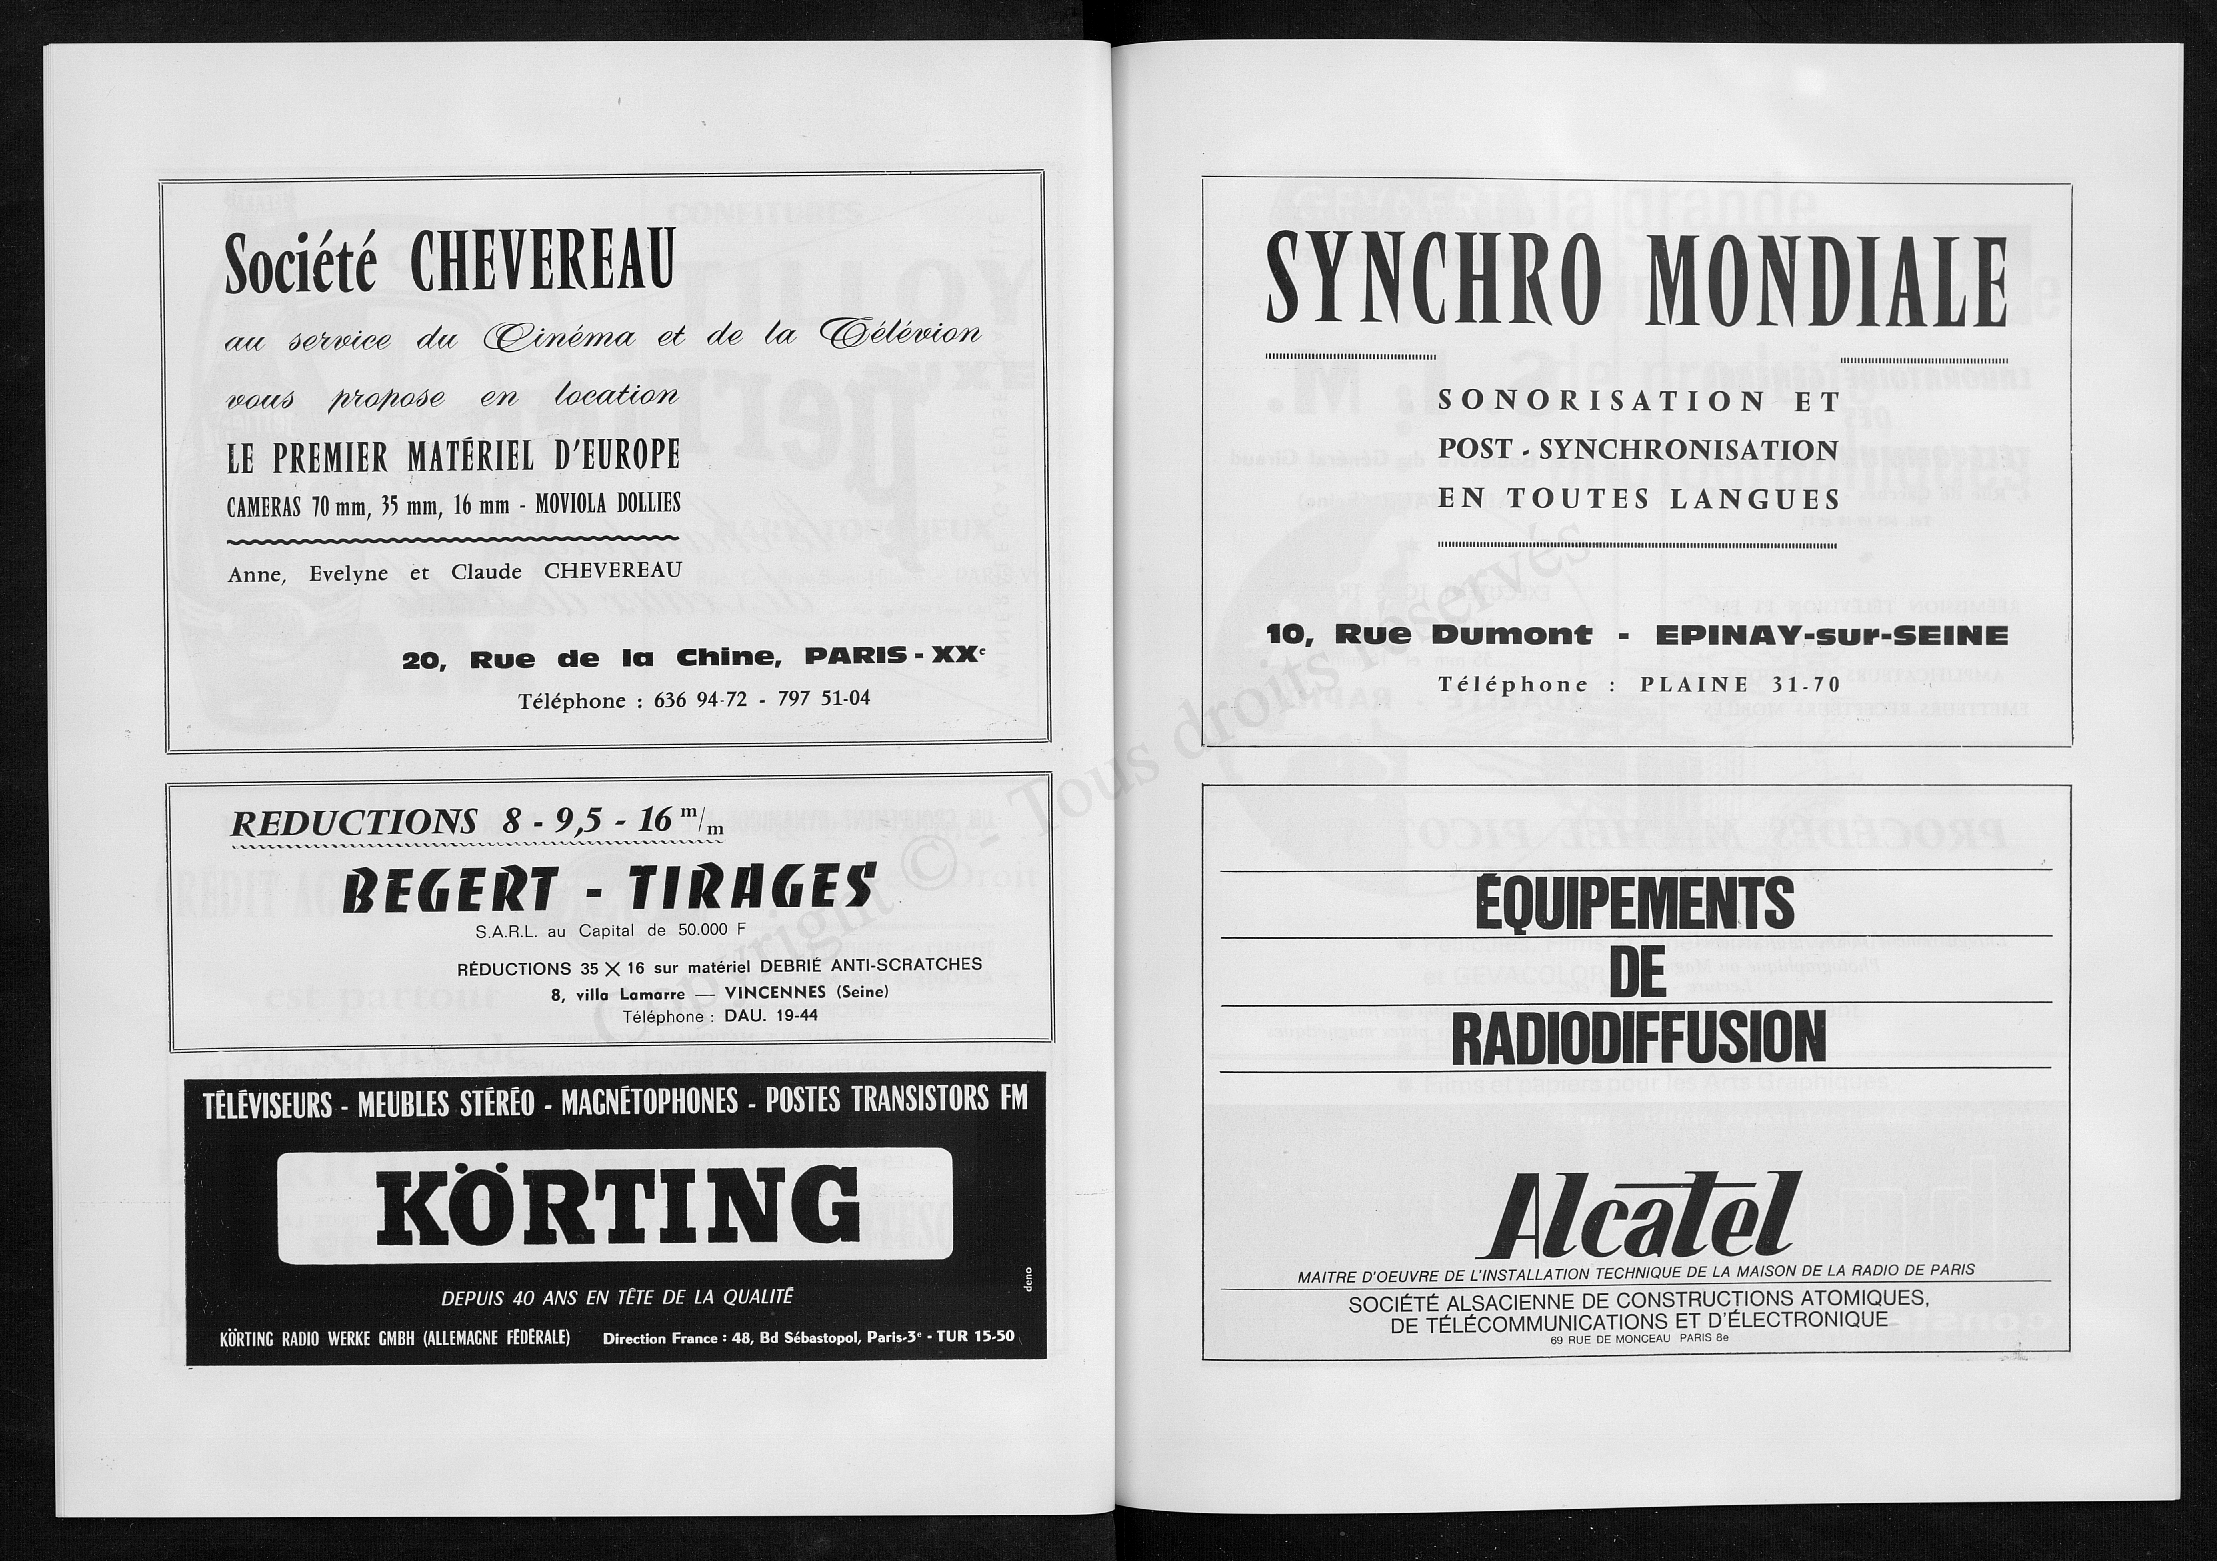 Société CHEVEREAU
au service du Cinéma et de la Télévion
vous propose en location
LE PREMIER MATÉRIEL D'EUROPE
CAMERAS 70 mm, 35 mm, 16 mm - MOVIOLA DOLLIES
Anne, Evelyne et Claude CHEVEREAU
20, Rue de la Chine, PARIS - XXe
Téléphone : 636 94-72 - 797 51-04
REDUCTIONS 8 - 9,5 - 16 m/m
BEGERT - TIRAGES
S.A.R.L. au Capital de 50.000 F
RÉDUCTIONS 35 X 16 sur matériel DEBRIÉ ANTI-SCRATCHES
8, villa Lamarre — VINCENNES (Seine)
Téléphone : DAU. 19-44
TÉLÉVISEURS - MEUBLES STÉRÉO - MAGNÉTOPHONES - POSTES TRANSISTORS FM
KÖRTING
deno
DEPUIS 40 ANS EN TÊTE DE LA QUALITÉ
KÖRTING RADIO WERKE GMBH (ALLEMAGNE FÉDÉRALE) Direction France : 48, Bd Sébastopol, Paris-3e - TUR 15-50
SYNCHRO MONDIALE
SONORISATION ET
POST - SYNCHRONISATION
EN TOUTES LANGUES
10, Rue Dumont - EPINAY-sur-SEINE
Téléphone : PLAINE 31-70
ÉQUIPEMENTS
DE
RADIODIFFUSION
Alcatel
MAITRE D'OEUVRE DE L'INSTALLATION TECHNIQUE DE LA MAISON DE LA RADIO DE PARIS
SOCIÉTÉ ALSACIENNE DE CONSTRUCTIONS ATOMIQUES,
DE TÉLÉCOMMUNICATIONS ET D'ÉLECTRONIQUE
69 RUE DE MONCEAU PARIS 8e
Copyright © - Tous droits réservés